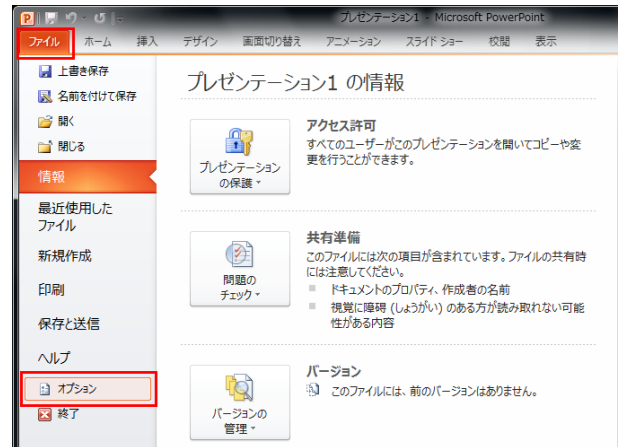 プレゼンテーション1 - Microsoft PowerPoint
ファイル ホーム 挿入 デザイン 画面切り替え アニメーション スライド ショー 校閲 表示
上書き保存
名前を付けて保存
開く
閉じる
情報
最近使用した
ファイル
新規作成
印刷
保存と送信
ヘルプ
オプション
終了
プレゼンテーション1 の情報
プレゼンテーション
の保護
アクセス許可
すべてのユーザーがこのプレゼンテーションを開いてコピーや変
更を行うことができます。
問題の
チェック
共有準備
このファイルには次の項目が含まれています。ファイルの共有時
には注意してください。
ドキュメントのプロパティ、作成者の名前
視覚に障碍 (しょうがい) のある方が読み取れない可能
性がある内容
バージョンの
管理
バージョン
このファイルには、前のバージョンはありません。